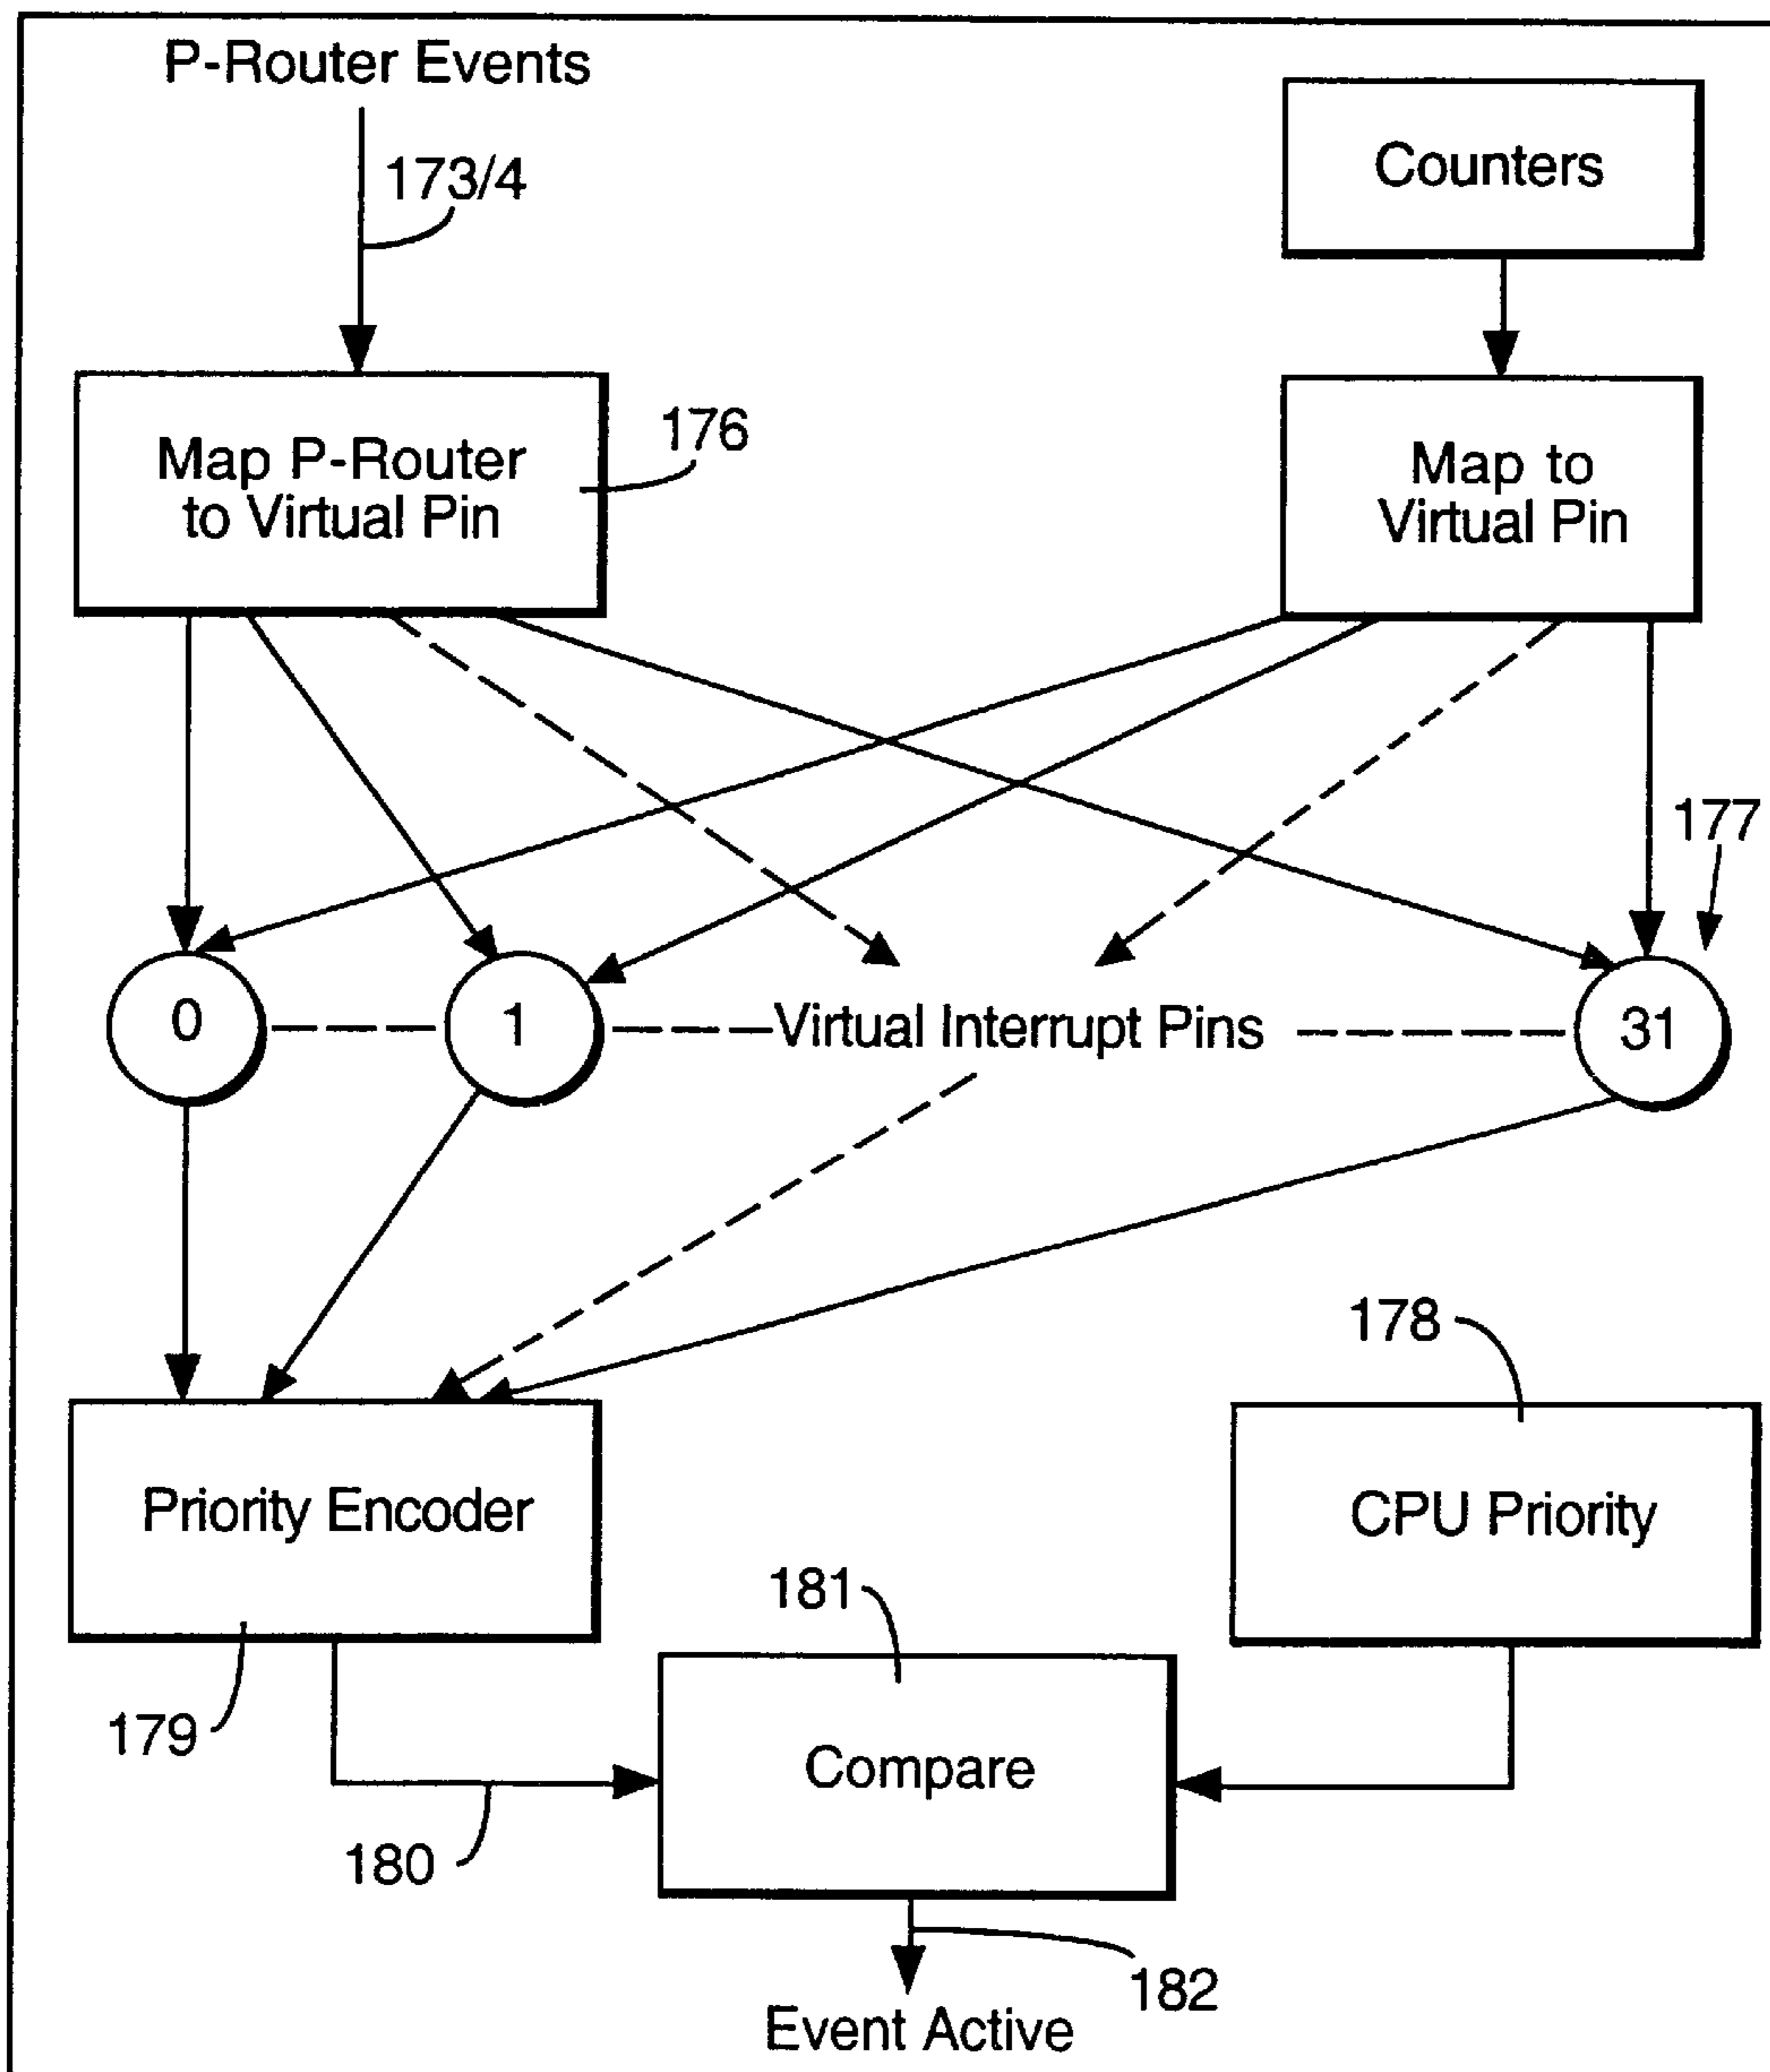 P-Router Events
173/4
Counters
Map P-Router
to Virtual Pin
176
Map to
Virtual Pin
177
0
1
Virtual Interrupt Pins
31
178
Priority Encoder
CPU Priority
181
179
Compare
180
182
Event Active